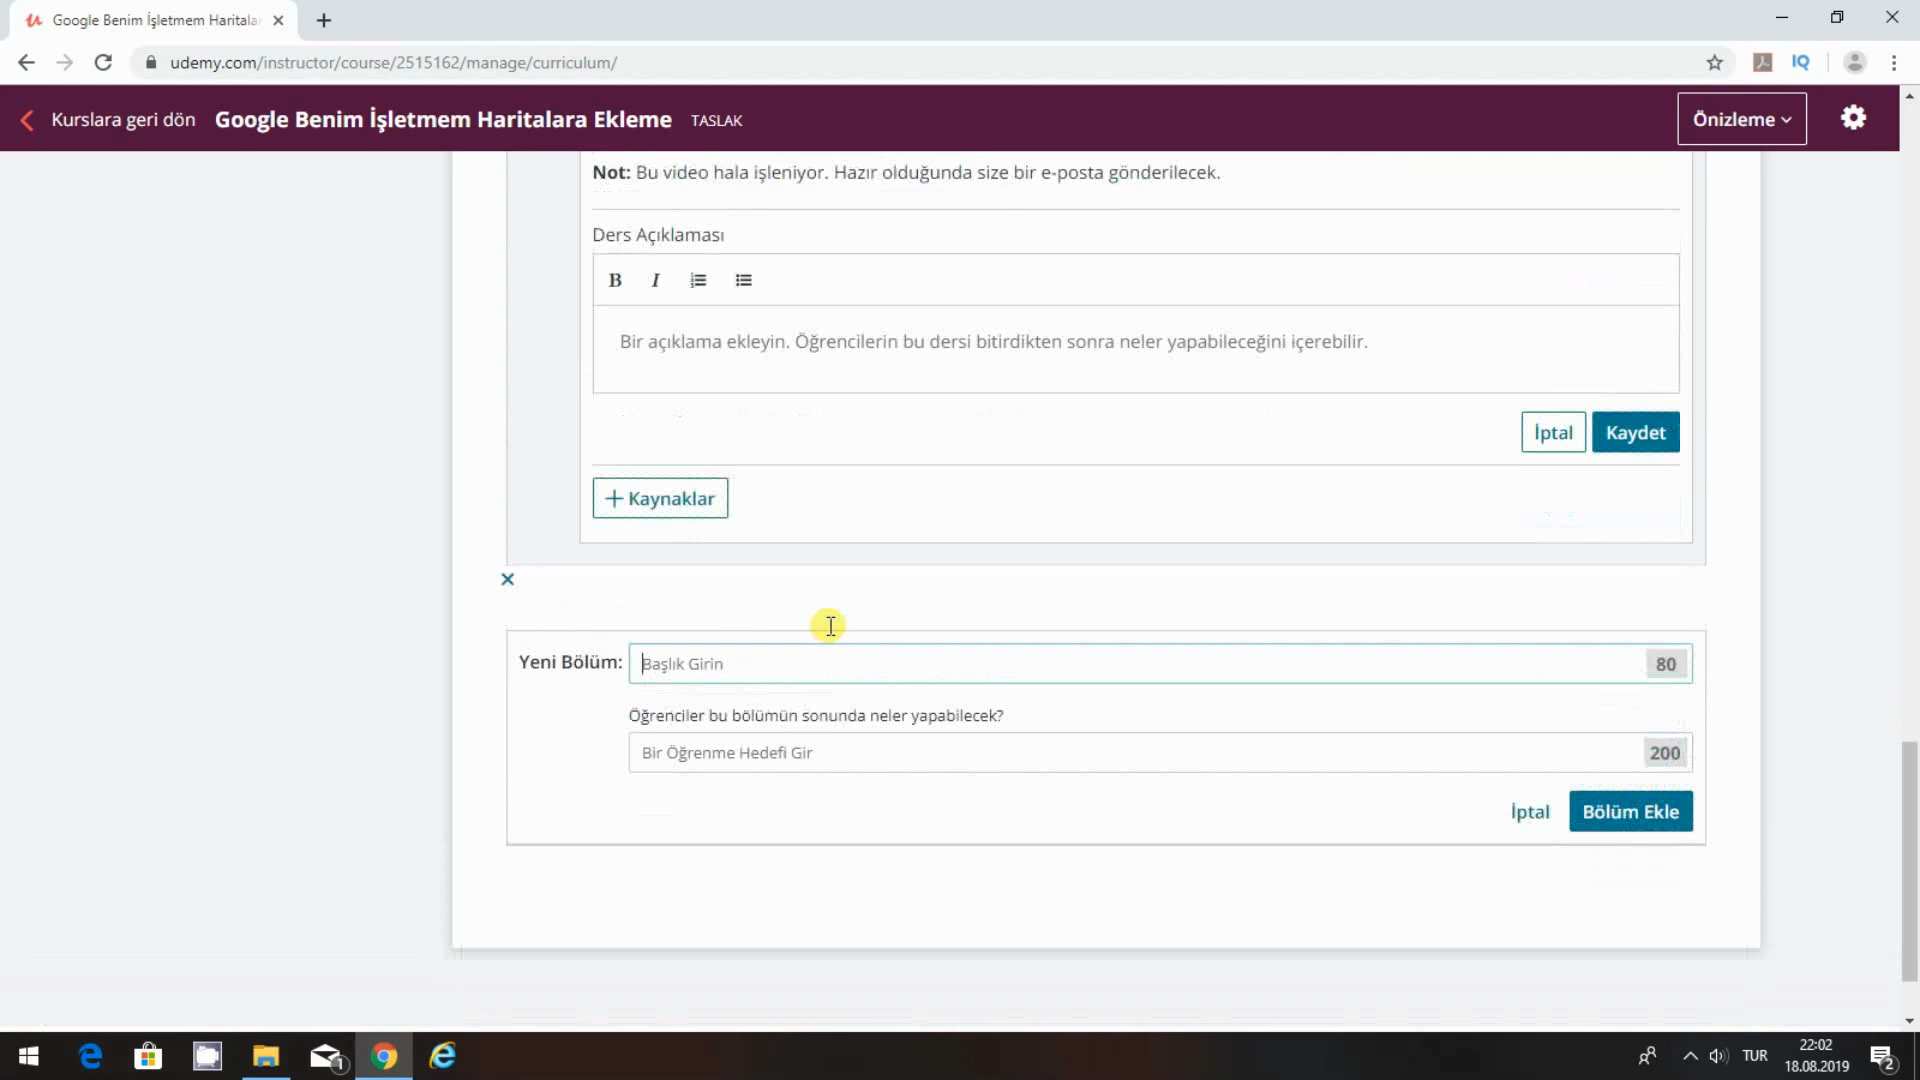 Google Benim İşletmem Haritala
udemy.com/instructor/course/2515162/manage/curriculum/
IQ
Kurslara geri dön
Google Benim İşletmem Haritalara Ekleme
TASLAK
Önizleme
Not: Bu video hala işleniyor. Hazır olduğunda size bir e-posta gönderilecek.
Ders Açıklaması
B I
Bir açıklama ekleyin. Öğrencilerin bu dersi bitirdikten sonra neler yapabileceğini içerebilir.
İptal
Kaydet
+ Kaynaklar
Yeni Bölüm:
Başlık Girin
80
Öğrenciler bu bölümün sonunda neler yapabilecek?
Bir Öğrenme Hedefi Gir
200
İptal
Bölüm Ekle
1
TUR
22:02
18.08.2019
2